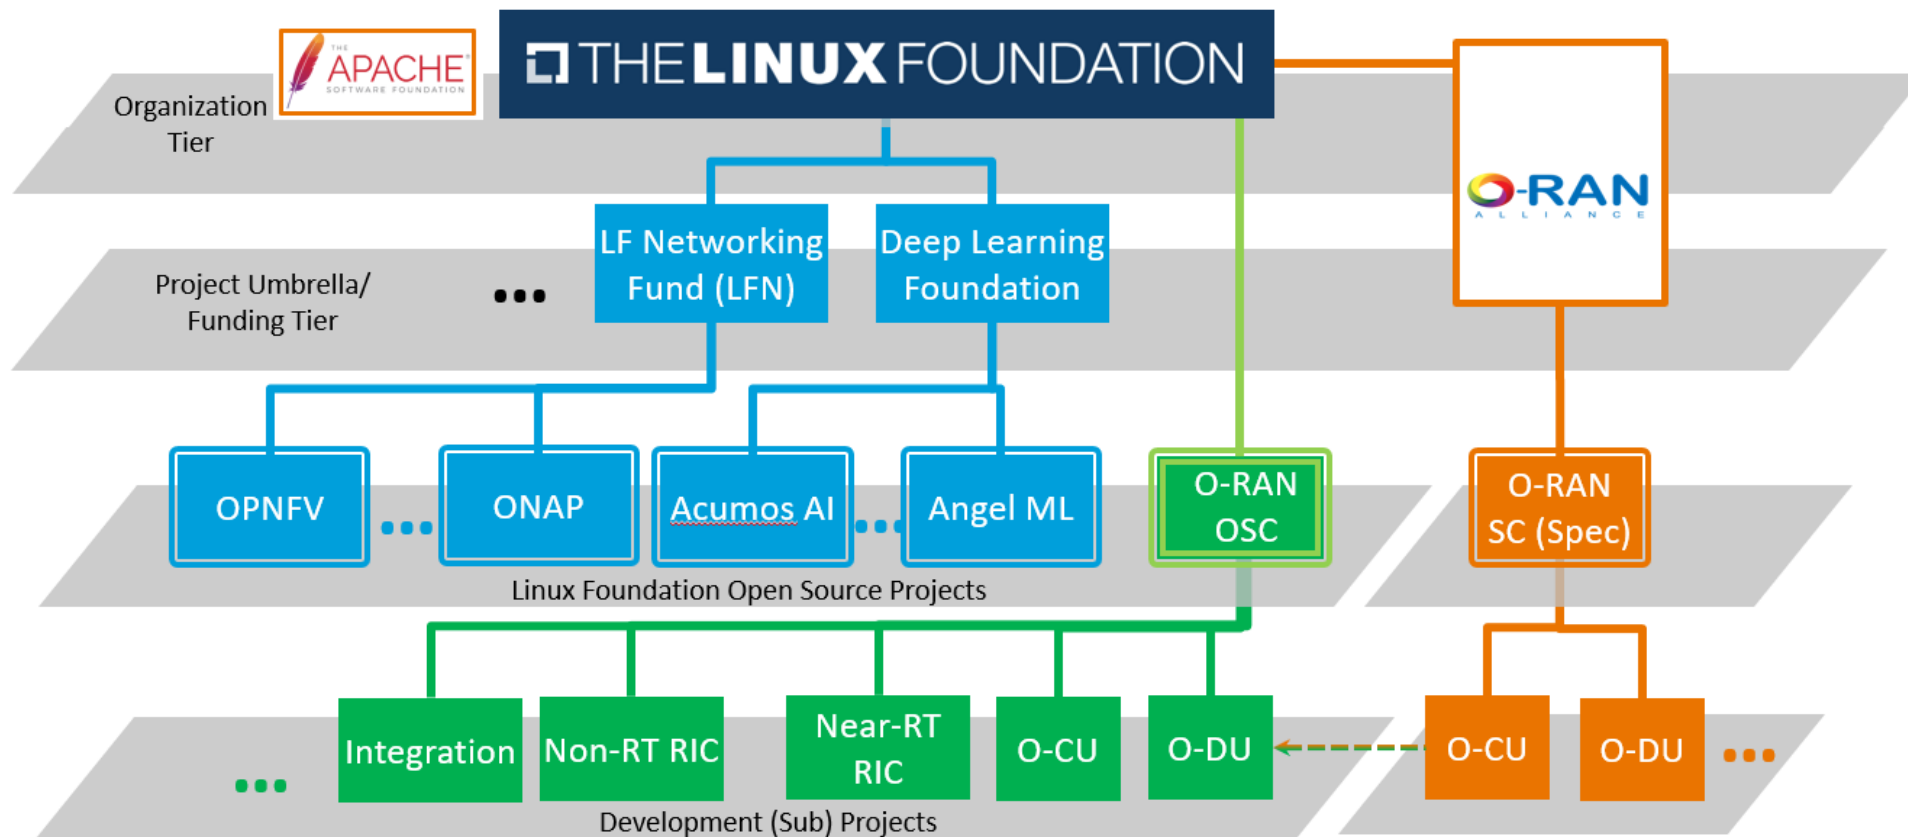 THE
APACHE®
SOFTWARE FOUNDATION
THE LINUX FOUNDATION
Organization
Tier
O-RAN
ALLIANCE
LF Networking
Fund (LFN)
Deep Learning
Foundation
Project Umbrella/
Funding Tier
...
OPNFV
...
ONAP
Acumos AI
...
Angel ML
O-RAN
OSC
O-RAN
SC (Spec)
Linux Foundation Open Source Projects
...
Integration
Non-RT RIC
Near-RT
RIC
O-CU
O-DU
O-CU
O-DU
...
Development (Sub) Projects